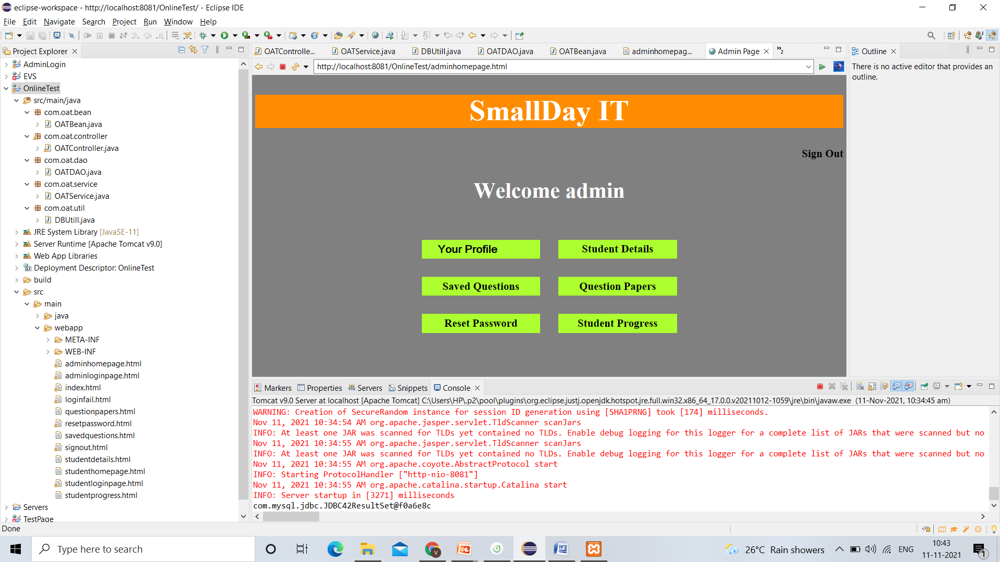 eclipse-workspace - http://localhost:8081/OnlineTest/ - Eclipse IDE
File Edit Navigate Search Project Run Window Help
Project Explorer
AdminLogin
EVS
OnlineTest
src/main/java
com.oat.bean
OATBean.java
com.oat.controller
OATController.java
com.oat.dao
OATDAO.java
com.oat.service
OATService.java
com.oat.util
DBUtill.java
JRE System Library [JavaSE-11]
Server Runtime [Apache Tomcat v9.0]
Web App Libraries
Deployment Descriptor: OnlineTest
build
src
main
java
webapp
META-INF
WEB-INF
adminhomepage.html
adminloginpage.html
index.html
loginfail.html
questionpapers.html
resetpassword.html
savedquestions.html
signout.html
studentdetails.html
studenthomepage.html
studentloginpage.html
studentprogress.html
Servers
TestPage
OATControlle... OATService.java DBUtill.java OATDAO.java OATBean.java adminhomepag... Admin Page »2
http://localhost:8081/OnlineTest/adminhomepage.html
SmallDay IT
Sign Out
Welcome admin
Your Profile Student Details
Saved Questions Question Papers
Reset Password Student Progress
Outline
There is no active editor that provides an
outline.
Markers Properties Servers Snippets Console
Tomcat v9.0 Server at localhost [Apache Tomcat] C:\Users\HP\.p2\pool\plugins\org.eclipse.justj.openjdk.hotspot.jre.full.win32.x86_64_17.0.0.v20211012-1059\jre\bin\javaw.exe (11-Nov-2021, 10:34:45 am)
WARNING: Creation of SecureRandom instance for session ID generation using [SHA1PRNG] took [174] milliseconds.
Nov 11, 2021 10:34:54 AM org.apache.jasper.servlet.TldScanner scanJars
INFO: At least one JAR was scanned for TLDs yet contained no TLDs. Enable debug logging for this logger for a complete list of JARs that were scanned but no
Nov 11, 2021 10:34:55 AM org.apache.jasper.servlet.TldScanner scanJars
INFO: At least one JAR was scanned for TLDs yet contained no TLDs. Enable debug logging for this logger for a complete list of JARs that were scanned but no
Nov 11, 2021 10:34:55 AM org.apache.coyote.AbstractProtocol start
INFO: Starting ProtocolHandler ["http-nio-8081"]
Nov 11, 2021 10:34:55 AM org.apache.catalina.startup.Catalina start
INFO: Server startup in [3271] milliseconds
com.mysql.jdbc.JDBC42ResultSet@f0a6e8c
Done
Type here to search
26°C Rain showers
ENG
10:43
11-11-2021
1